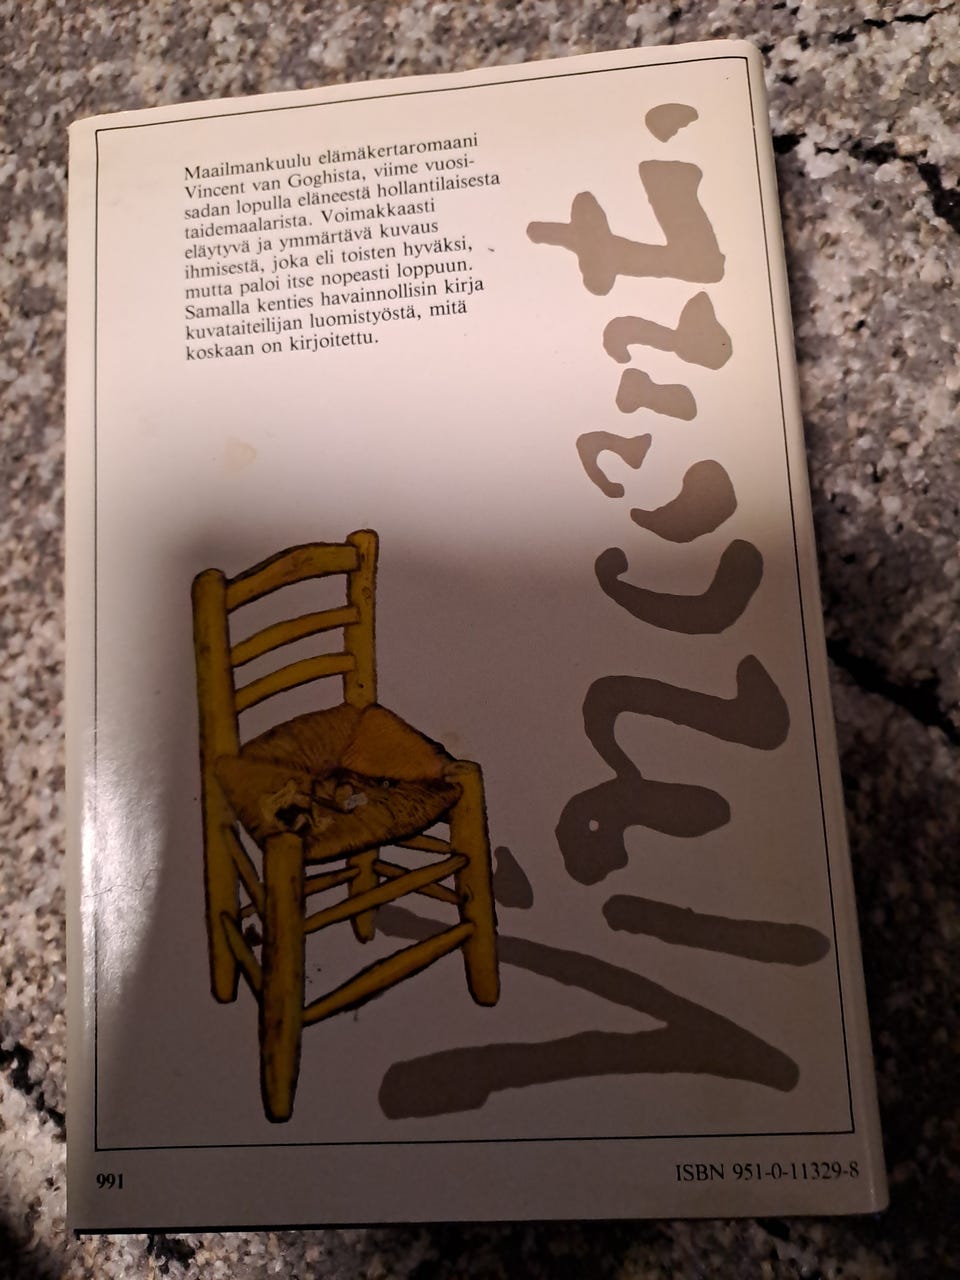 Maailmankuulu elämäkertaromaani
Vincent van Goghista, viime vuosi-
sadan lopulla eläneestä hollantilaisesta
taidemaalarista. Voimakkaasti
eläytyvä ja ymmärtävä kuvaus
ihmisestä, joka eli toisten hyväksi,
mutta paloi itse nopeasti loppuun.
Samalla kenties havainnollisin kirja
kuvataiteilijan luomistyöstä, mitä
koskaan on kirjoitettu.
Vincent.
991
ISBN 951-0-11329-8